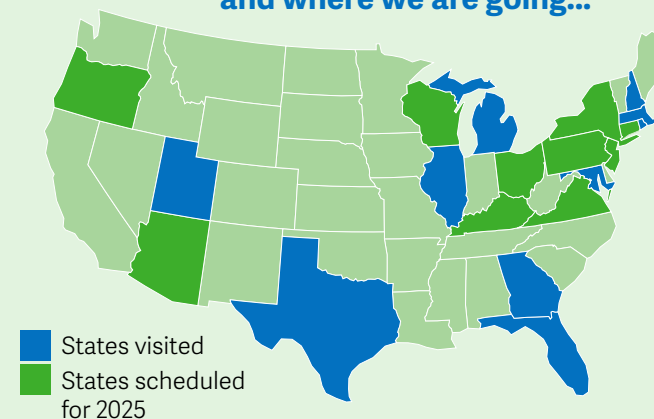 and where we are going...
States visited
States scheduled
for 2025